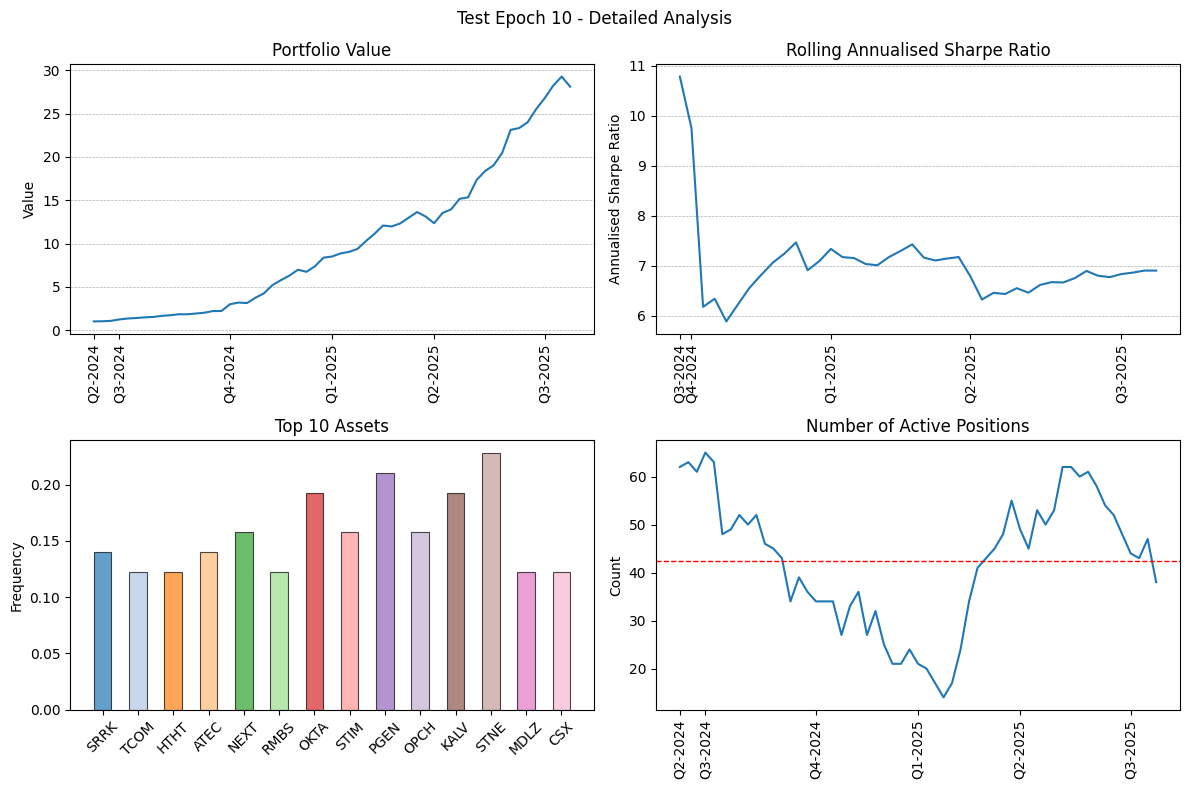 Test Epoch 10 - Detailed Analysis
Portfolio Value
Value
30
25
20
15
10
5
0
Q2-2024
Q3-2024
Q4-2024
Q1-2025
Q2-2025
Q3-2025
Rolling Annualised Sharpe Ratio
Annualised Sharpe Ratio
11
10
9
8
7
6
Q3-2024
Q4-2024
Q1-2025
Q2-2025
Q3-2025
Top 10 Assets
Frequency
0.20
0.15
0.10
0.05
0.00
SRRK
TCOM
HTHT
ATEC
NEXT
RMBS
OKTA
STIM
PGEN
OPCH
KALV
STNE
MDLZ
CSX
Number of Active Positions
Count
60
50
40
30
20
Q2-2024
Q3-2024
Q4-2024
Q1-2025
Q2-2025
Q3-2025